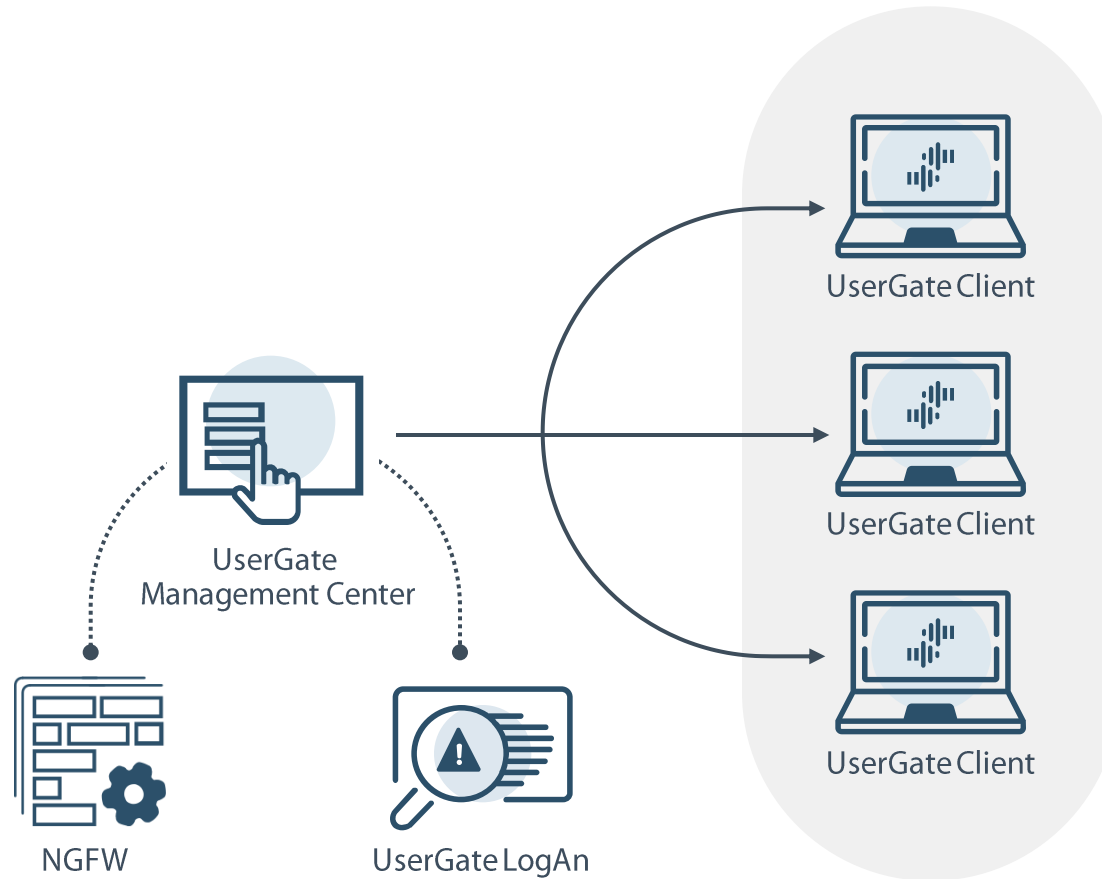 UserGate Client
UserGate Client
UserGate
Management Center
UserGate Client
NGFW
UserGate LogAn